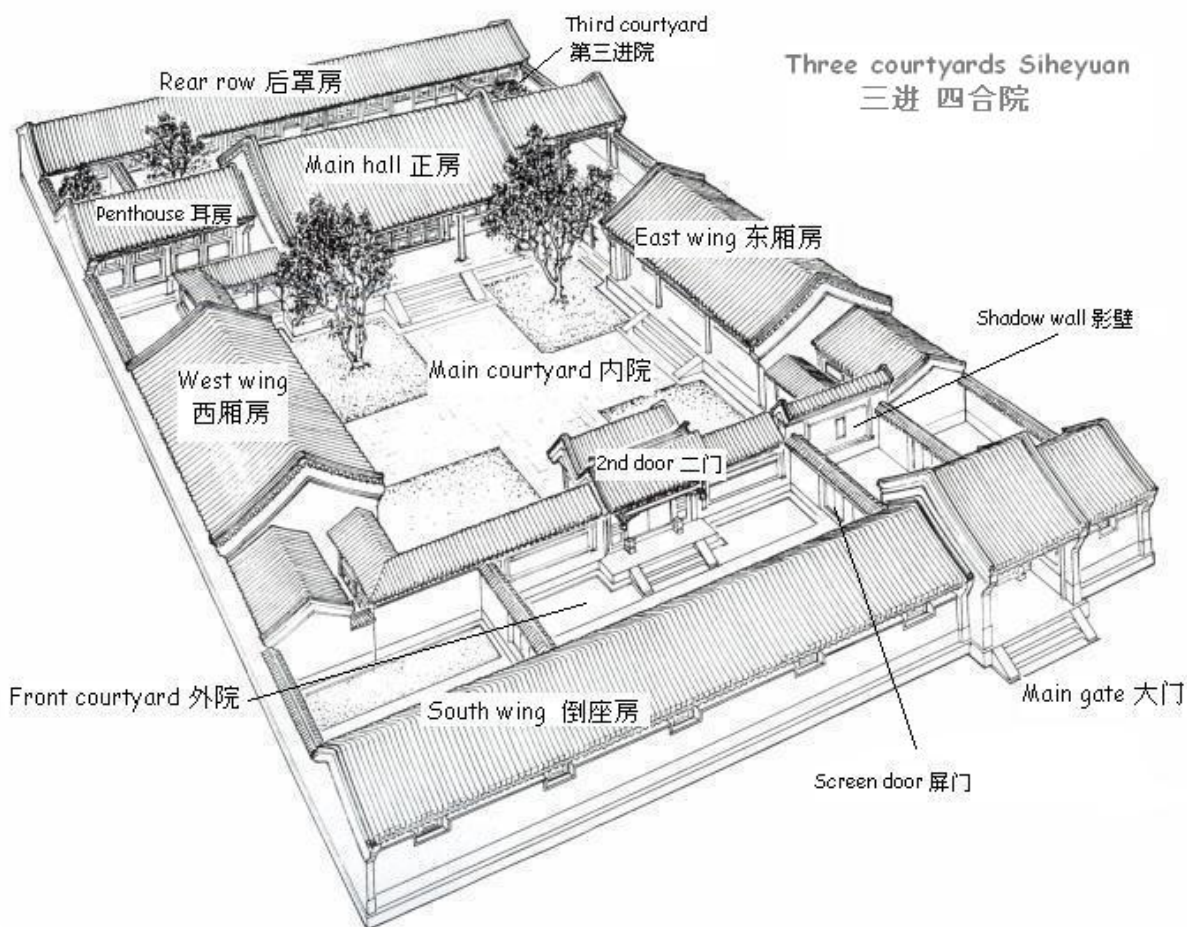 Third courtyard
第三进院
Three courtyards Siheyuan
三进 四合院
Rear row 后罩房
Main hall 正房
Penthouse 耳房
East wing 东厢房
Shadow wall 影壁
West wing
西厢房
Main courtyard 内院
2nd door 二门
Front courtyard 外院
South wing 倒座房
Main gate 大门
Screen door 屏门